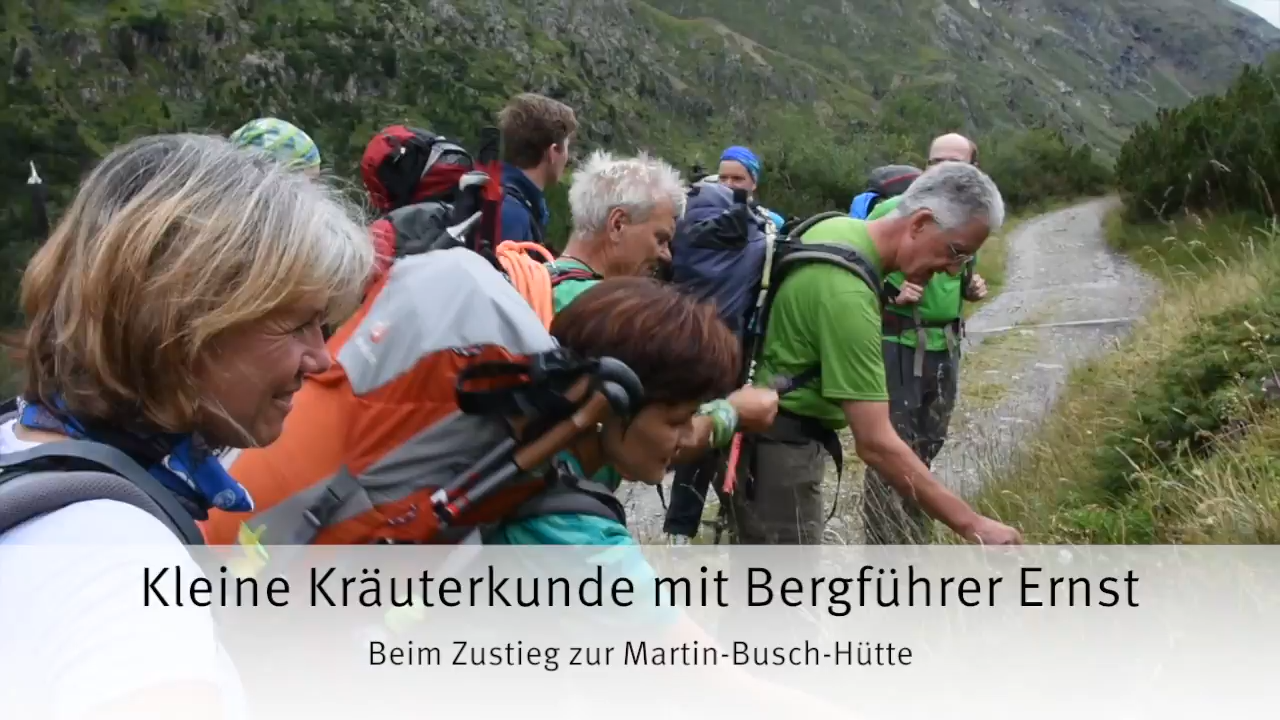 Kleine Kräuterkunde mit Bergführer Ernst
Beim Zustieg zur Martin-Busch-Hütte